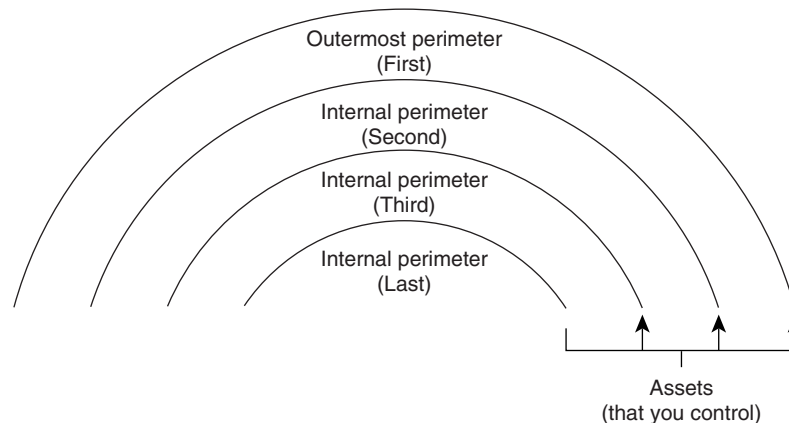 Outermost perimeter
(First)
Internal perimeter
(Second)
Internal perimeter
(Third)
Internal perimeter
(Last)
Assets
(that you control)